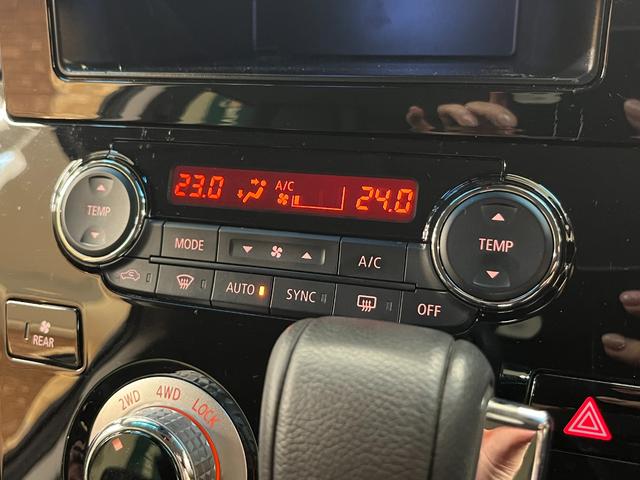 23.0 A/C 24.0
TEMP
MODE
A/C
TEMP
AUTO
SYNC
OFF
REAR
2WD 4WD LOCK